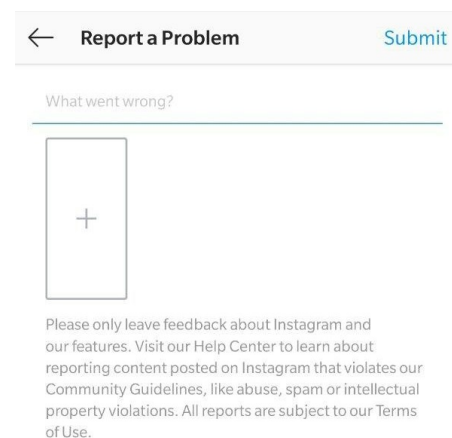 Report a Problem Submit
What went wrong?
Please only leave feedback about Instagram and
our features. Visit our Help Center to learn about
reporting content posted on Instagram that violates our
Community Guidelines, like abuse, spam or intellectual
property violations. All reports are subject to our Terms
of Use.